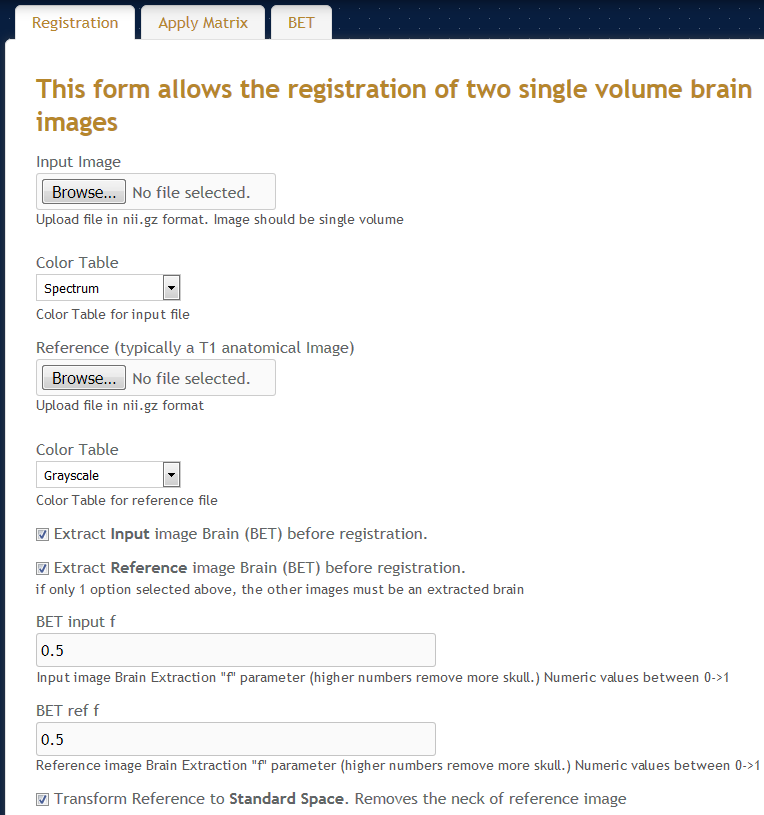 Registration Apply Matrix BET
This form allows the registration of two single volume brain
images
Input Image
Browse... No file selected.
Upload file in nii.gz format. Image should be single volume
Color Table
Spectrum
Color Table for input file
Reference (typically a T1 anatomical Image)
Browse... No file selected.
Upload file in nii.gz format
Color Table
Grayscale
Color Table for reference file
Extract Input image Brain (BET) before registration.
Extract Reference image Brain (BET) before registration.
if only 1 option selected above, the other images must be an extracted brain
BET input f
0.5
Input image Brain Extraction "f" parameter (higher numbers remove more skull.) Numeric values between 0->1
BET ref f
0.5
Reference image Brain Extraction "f" parameter (higher numbers remove more skull.) Numeric values between 0->1
Transform Reference to Standard Space. Removes the neck of reference image